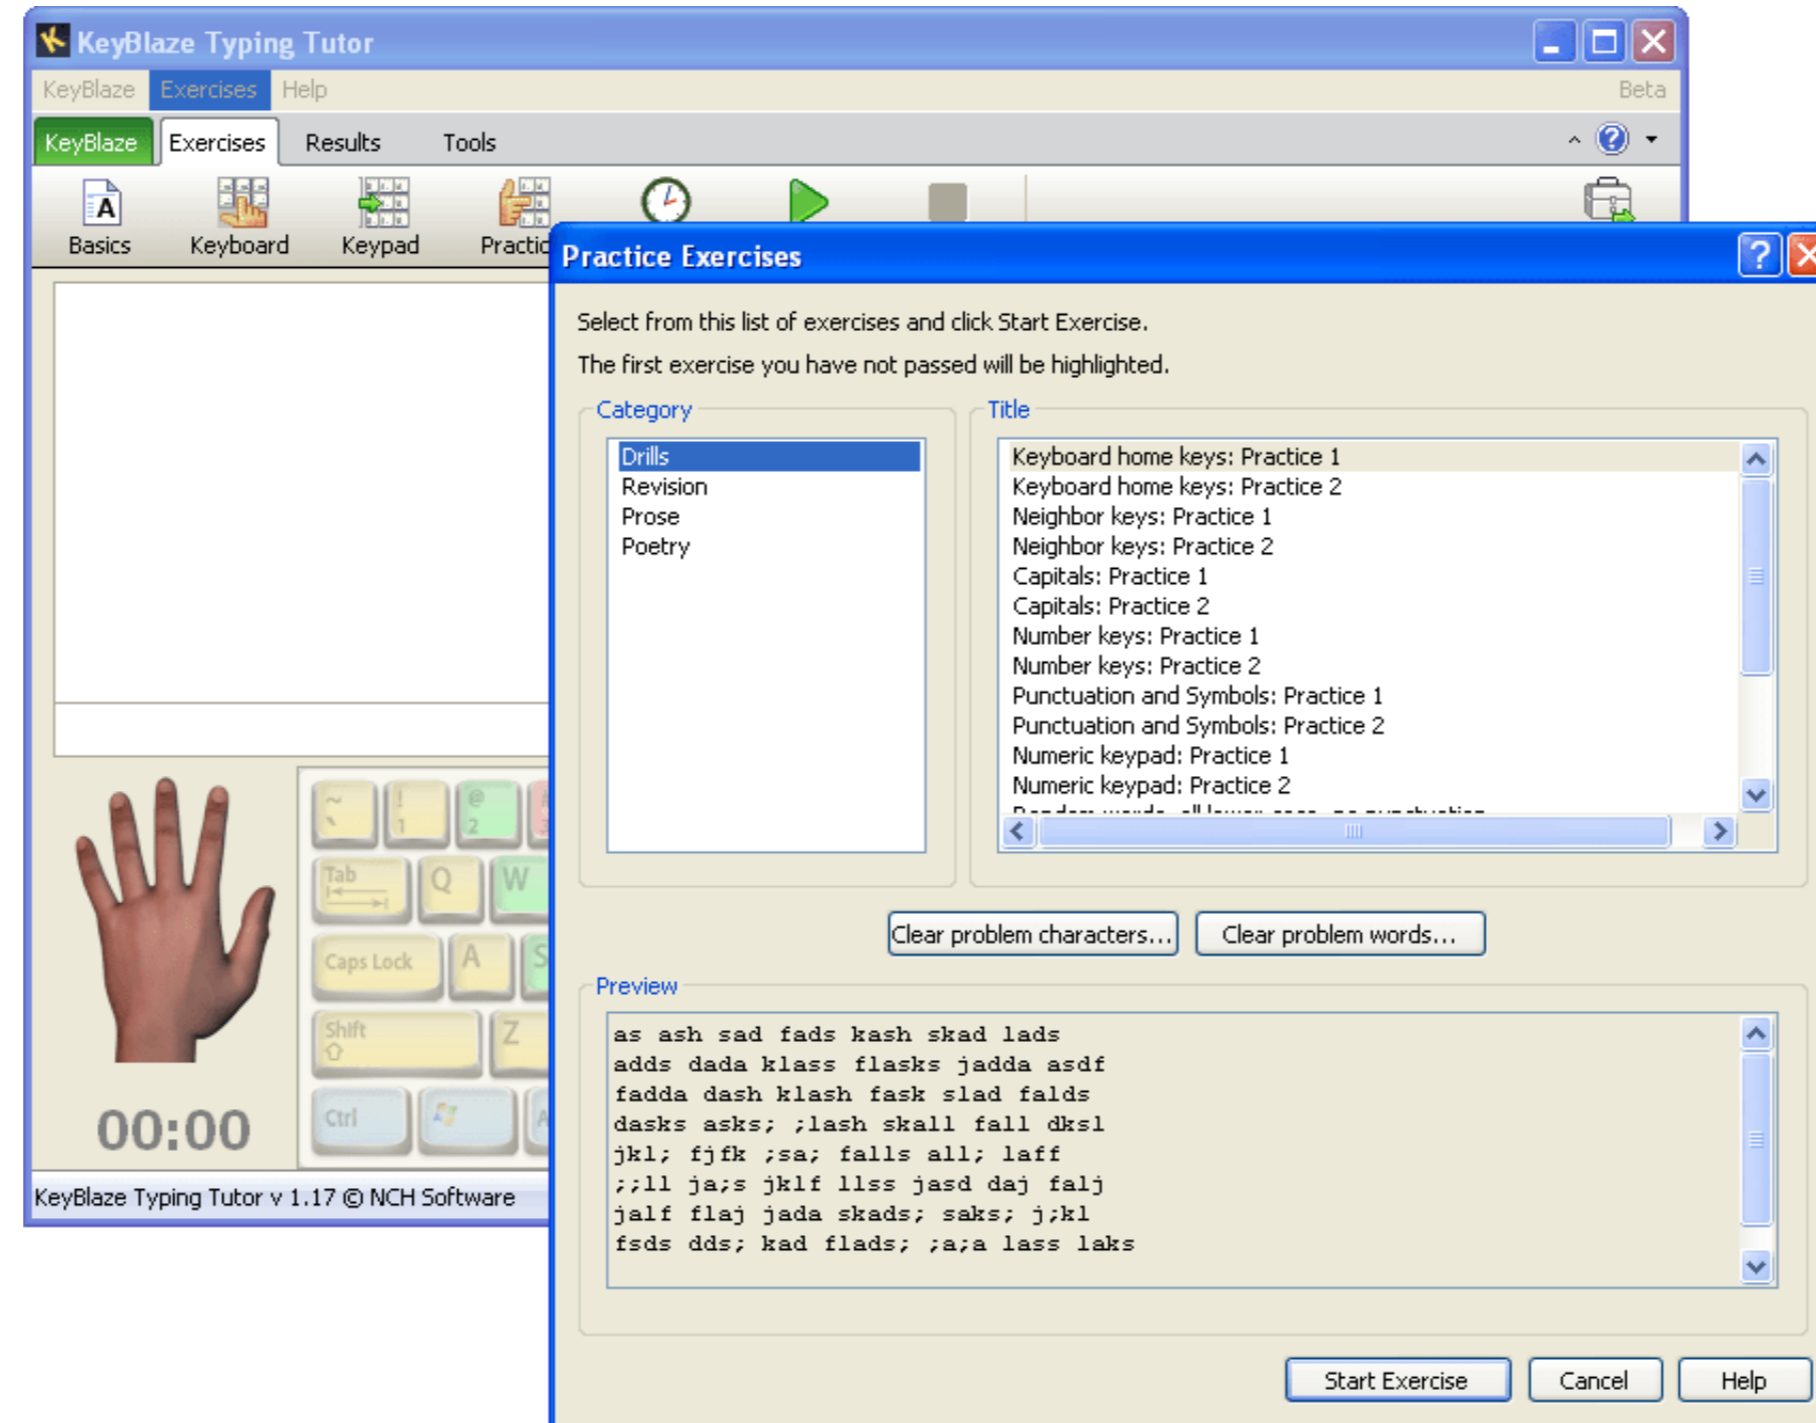 KeyBlaze Typing Tutor
KeyBlaze Exercises Help Beta
KeyBlaze Exercises Results Tools
Basics Keyboard Keypad
Practice Exercises
Select from this list of exercises and click Start Exercise.
The first exercise you have not passed will be highlighted.
Category
Drills
Revision
Prose
Poetry
Title
Keyboard home keys: Practice 1
Keyboard home keys: Practice 2
Neighbor keys: Practice 1
Neighbor keys: Practice 2
Capitals: Practice 1
Capitals: Practice 2
Number keys: Practice 1
Number keys: Practice 2
Punctuation and Symbols: Practice 1
Punctuation and Symbols: Practice 2
Numeric keypad: Practice 1
Numeric keypad: Practice 2
Clear problem characters... Clear problem words...
Preview
as ash sad fads kash skad lads
adds dada klass flasks jadda asdf
fadda dash klash fask slad falds
dasks asks; ;lash skall fall dksl
jkl; fjfk ;sa; falls all; laff
;;ll ja;s jklf llss jasd daj falj
jalf flaj jada skads; saks; j;kl
fsds dds; kad flads; ;a;a lass laks
Start Exercise Cancel Help
~ ! @
` 1 2 3
Tab Q W
Caps Lock A S
Shift Z
Ctrl A
00:00
KeyBlaze Typing Tutor v 1.17 © NCH Software